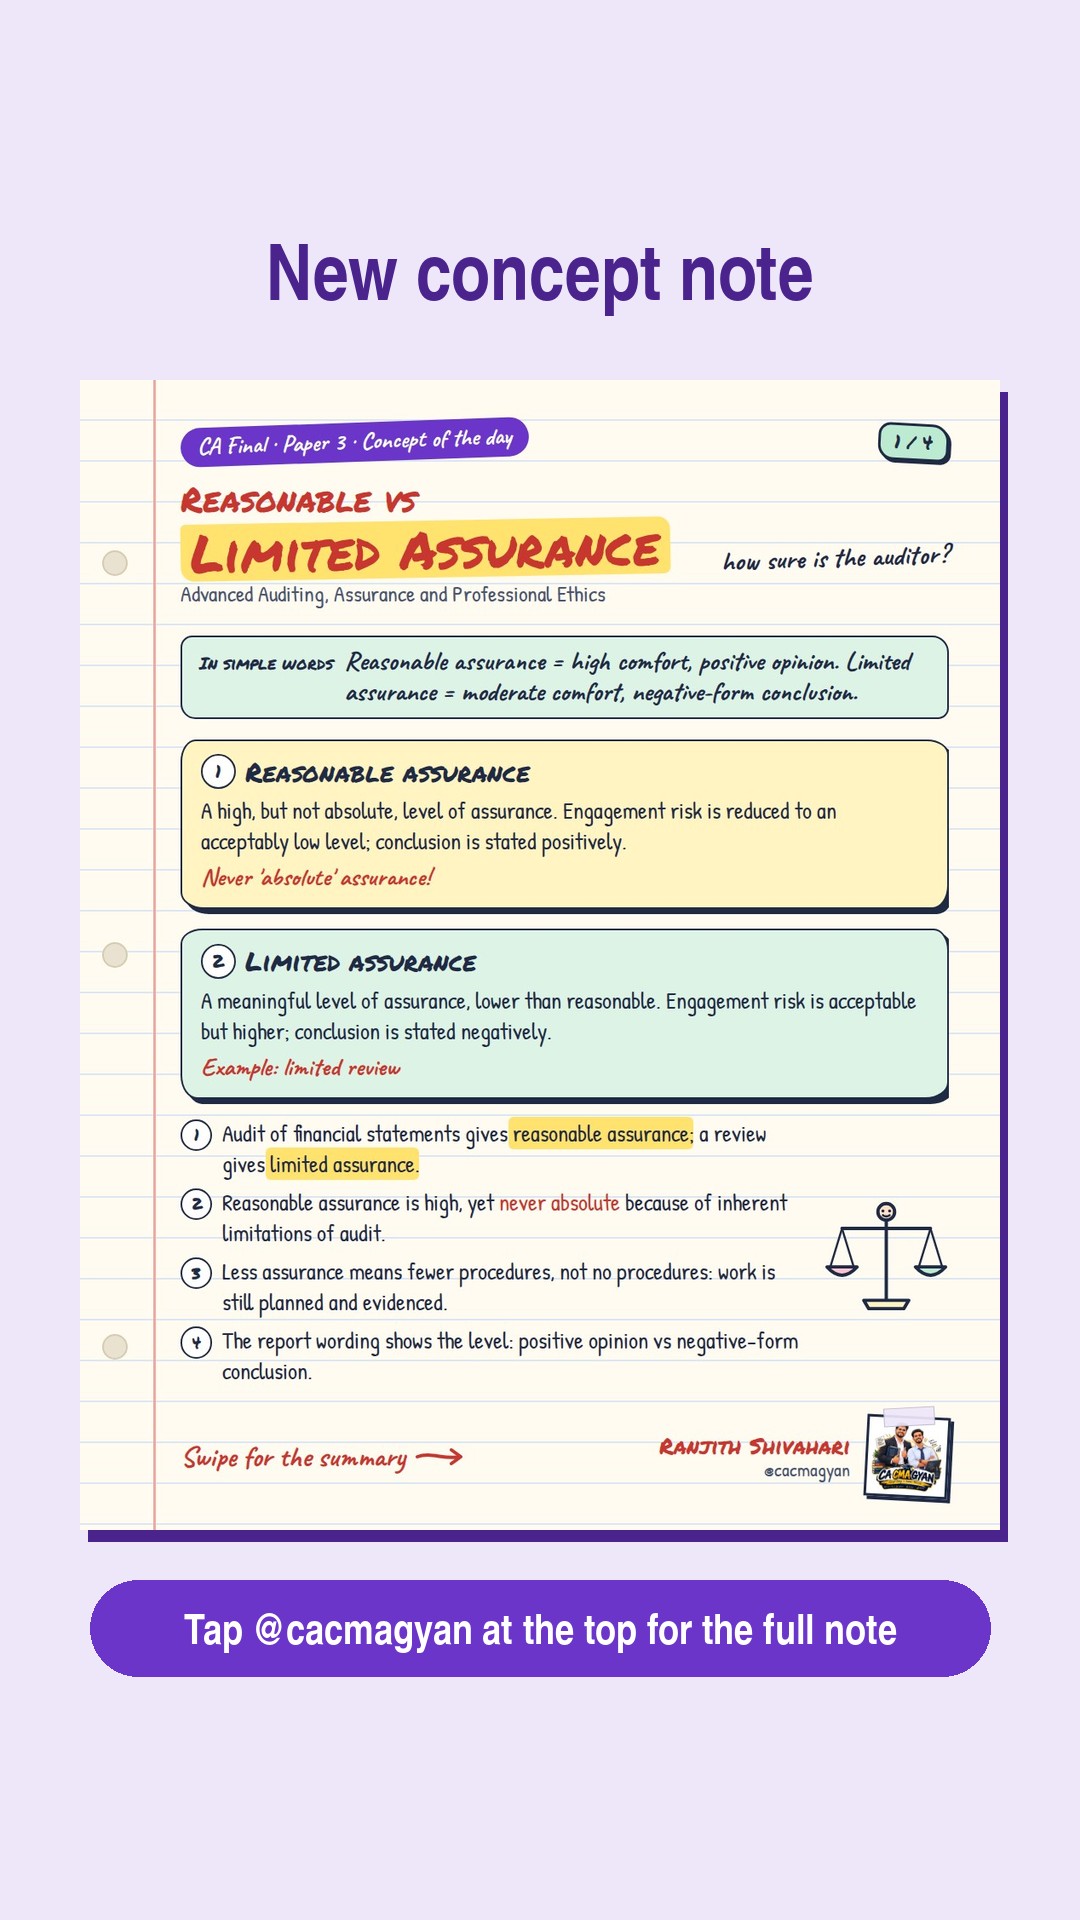 New concept note
CA Final · Paper 3 · Concept of the day
1 / 4
Reasonable vs
Limited Assurance
how sure is the auditor?
Advanced Auditing, Assurance and Professional Ethics
In simple words Reasonable assurance = high comfort, positive opinion. Limited
assurance = moderate comfort, negative-form conclusion.
1 Reasonable assurance
A high, but not absolute, level of assurance. Engagement risk is reduced to an
acceptably low level; conclusion is stated positively.
Never 'absolute' assurance!
2 Limited assurance
A meaningful level of assurance, lower than reasonable. Engagement risk is acceptable
but higher; conclusion is stated negatively.
Example: limited review
1 Audit of financial statements gives reasonable assurance; a review
gives limited assurance.
2 Reasonable assurance is high, yet never absolute because of inherent
limitations of audit.
3 Less assurance means fewer procedures, not no procedures: work is
still planned and evidenced.
4 The report wording shows the level: positive opinion vs negative-form
conclusion.
Swipe for the summary →
Ranjith Shivahari
@cacmagyan
CA CMA GYAN
Tap @cacmagyan at the top for the full note